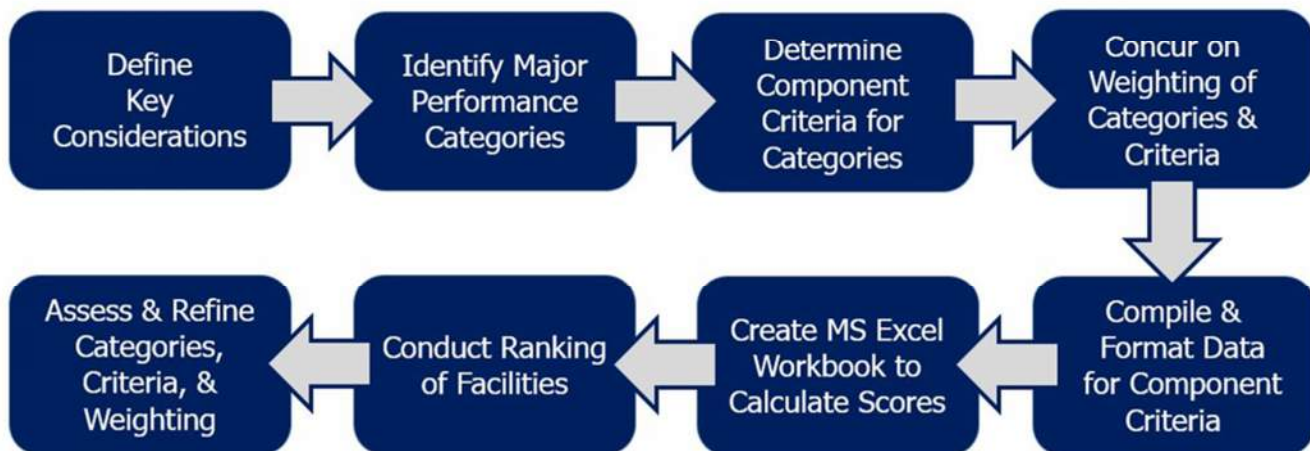 Define
Key
Considerations
Identify Major
Performance
Categories
Determine
Component
Criteria for
Categories
Concur on
Weighting of
Categories &
Criteria
Compile &
Format Data
for Component
Criteria
Create MS Excel
Workbook to
Calculate Scores
Conduct Ranking
of Facilities
Assess & Refine
Categories,
Criteria, &
Weighting